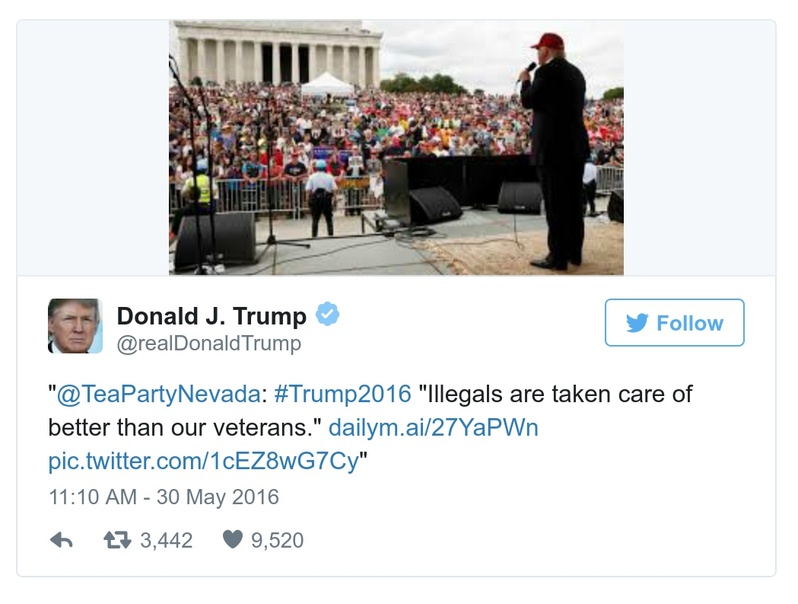 Donald J. Trump
Follow
@realDonaldTrump
"@TeaPartyNevada: #Trump2016 "Illegals are taken care of
better than our veterans." dailym.ai/27YaPWn
pic.twitter.com/1cEZ8wG7Cy"
11:10 AM - 30 May 2016
3,442 9,520